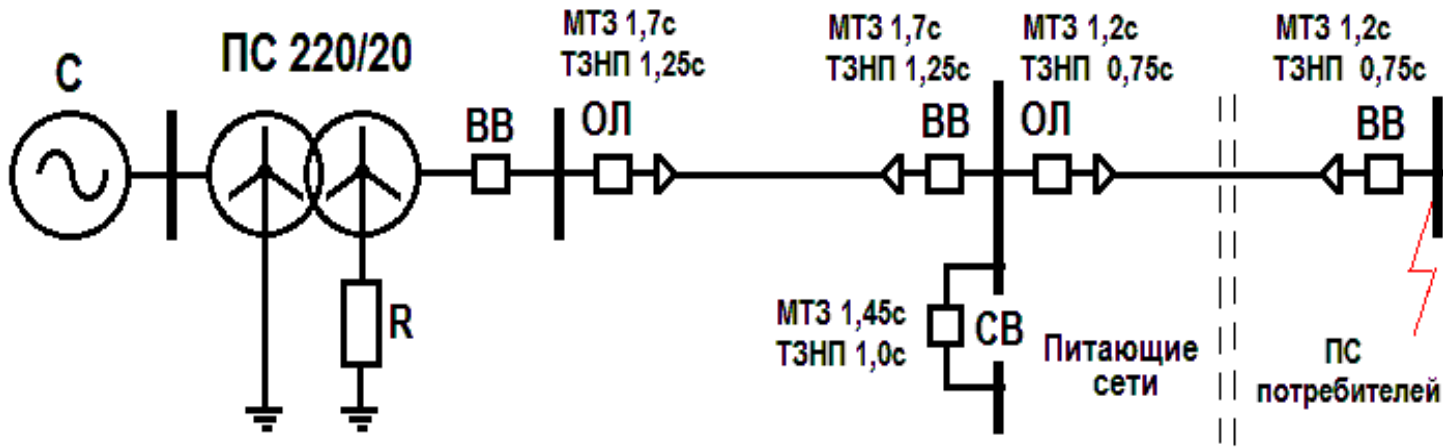 С
ПС 220/20
ВВ
МТЗ 1,7с
ТЗНП 1,25с
ОЛ
R
МТЗ 1,7с
ТЗНП 1,25с
ВВ
МТЗ 1,2с
ТЗНП 0,75с
ОЛ
МТЗ 1,2с
ТЗНП 0,75с
ВВ
МТЗ 1,45с
ТЗНП 1,0с
СВ
Питающие
сети
ПС
потребителей